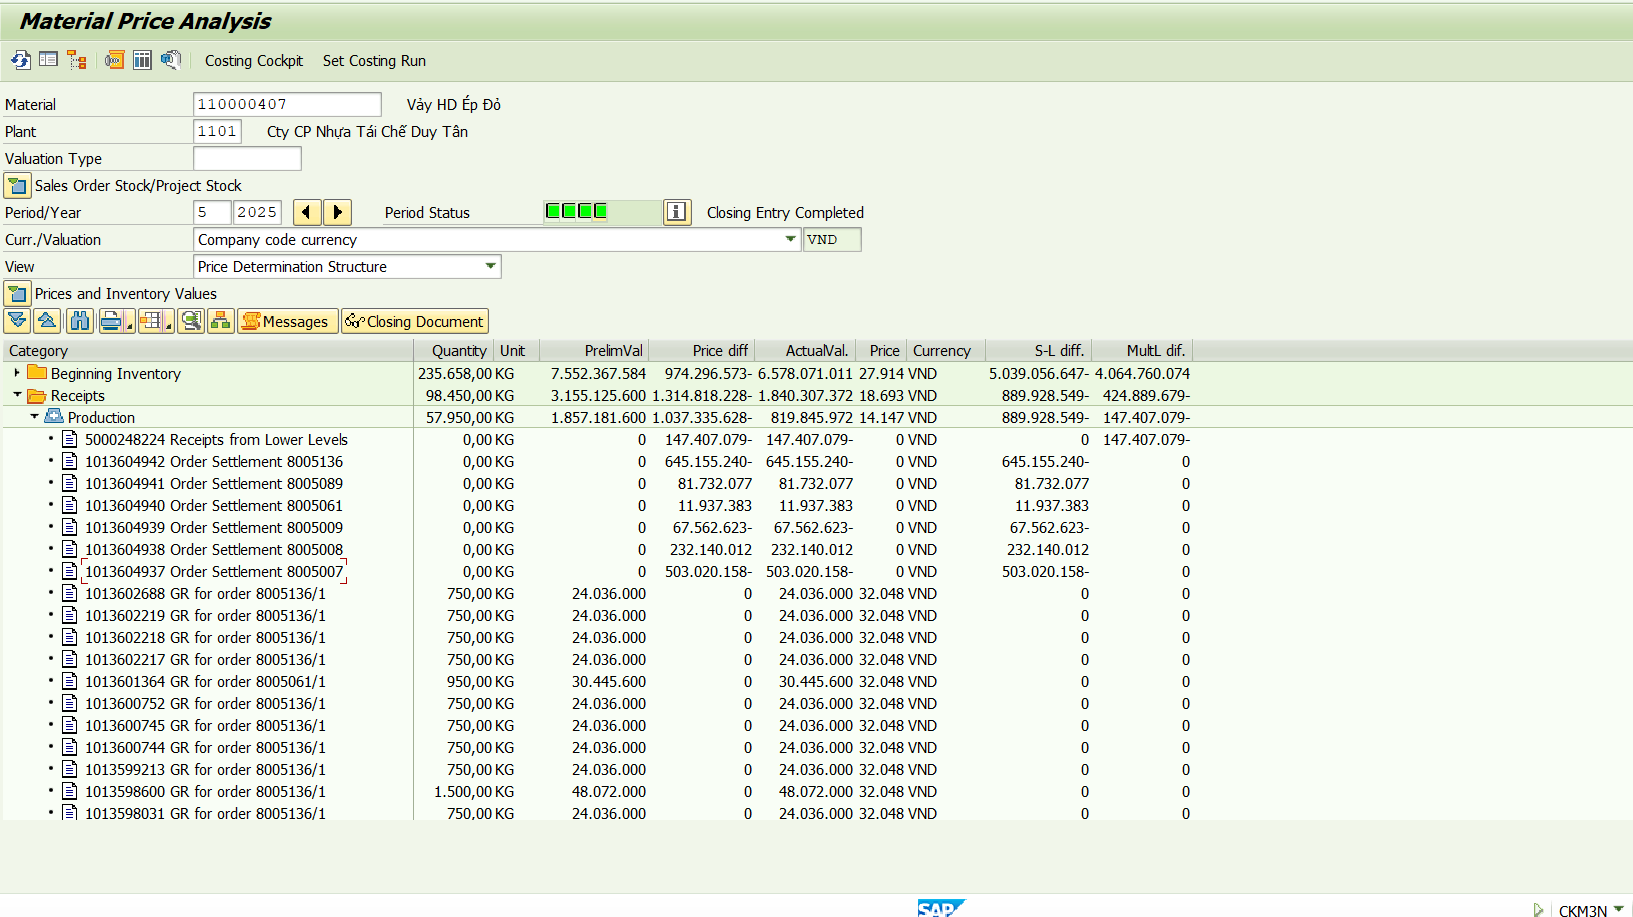 Material Price Analysis
Costing Cockpit Set Costing Run
Material 110000407 Vảy HD Ép Đỏ
Plant 1101 Cty CP Nhựa Tái Chế Duy Tân
Valuation Type
Sales Order Stock/Project Stock
Period/Year 5 2025 Period Status Closing Entry Completed
Curr./Valuation Company code currency VND
View Price Determination Structure
Prices and Inventory Values
Messages Closing Document
Category Quantity Unit PrelimVal Price diff ActualVal. Price Currency S-L diff. MultL dif.
Beginning Inventory 235.658,00 KG 7.552.367.584 974.296.573- 6.578.071.011 27.914 VND 5.039.056.647- 4.064.760.074
Receipts 98.450,00 KG 3.155.125.600 1.314.818.228- 1.840.307.372 18.693 VND 889.928.549- 424.889.679-
Production 57.950,00 KG 1.857.181.600 1.037.335.628- 819.845.972 14.147 VND 889.928.549- 147.407.079-
5000248224 Receipts from Lower Levels 0,00 KG 0 147.407.079- 147.407.079- 0 VND 0 147.407.079-
1013604942 Order Settlement 8005136 0,00 KG 0 645.155.240- 645.155.240- 0 VND 645.155.240- 0
1013604941 Order Settlement 8005089 0,00 KG 0 81.732.077 81.732.077 0 VND 81.732.077 0
1013604940 Order Settlement 8005061 0,00 KG 0 11.937.383 11.937.383 0 VND 11.937.383 0
1013604939 Order Settlement 8005009 0,00 KG 0 67.562.623- 67.562.623- 0 VND 67.562.623- 0
1013604938 Order Settlement 8005008 0,00 KG 0 232.140.012 232.140.012 0 VND 232.140.012 0
1013604937 Order Settlement 8005007 0,00 KG 0 503.020.158- 503.020.158- 0 VND 503.020.158- 0
1013602688 GR for order 8005136/1 750,00 KG 24.036.000 0 24.036.000 32.048 VND 0 0
1013602219 GR for order 8005136/1 750,00 KG 24.036.000 0 24.036.000 32.048 VND 0 0
1013602218 GR for order 8005136/1 750,00 KG 24.036.000 0 24.036.000 32.048 VND 0 0
1013602217 GR for order 8005136/1 750,00 KG 24.036.000 0 24.036.000 32.048 VND 0 0
1013601364 GR for order 8005061/1 950,00 KG 30.445.600 0 30.445.600 32.048 VND 0 0
1013600752 GR for order 8005136/1 750,00 KG 24.036.000 0 24.036.000 32.048 VND 0 0
1013600745 GR for order 8005136/1 750,00 KG 24.036.000 0 24.036.000 32.048 VND 0 0
1013600744 GR for order 8005136/1 750,00 KG 24.036.000 0 24.036.000 32.048 VND 0 0
1013599213 GR for order 8005136/1 750,00 KG 24.036.000 0 24.036.000 32.048 VND 0 0
1013598600 GR for order 8005136/1 1.500,00 KG 48.072.000 0 48.072.000 32.048 VND 0 0
1013598031 GR for order 8005136/1 750,00 KG 24.036.000 0 24.036.000 32.048 VND 0 0
SAP CKM3N